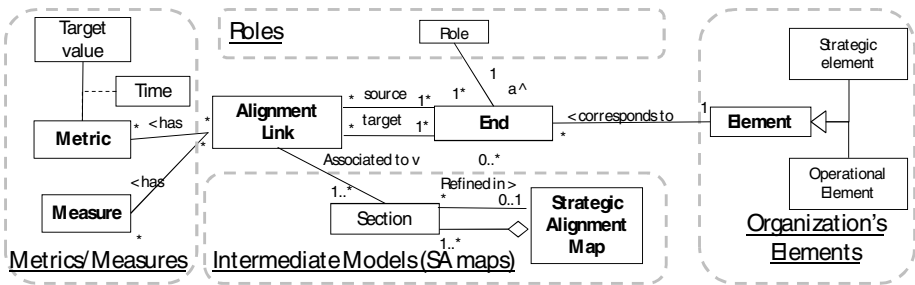 Target
value
Time
Metric
* <has *
Measure
*
<has
*
Metrics/Measures
Roles
Role
1
a ^
1*
Alignment
Link
* source 1*
* target 1*
End
0..*
*
<corresponds to
1
Element
Strategic
element
Operational
Element
Organization's
Elements
Associated to v
1..*
Section
Refined in >
*
0..1
1..*
Strategic
Alignment
Map
Intermediate Models (SA maps)